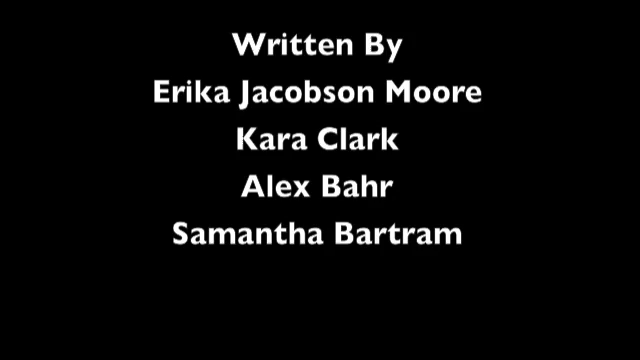 Written By
Erika Jacobson Moore
Kara Clark
Alex Bahr
Samantha Bartram